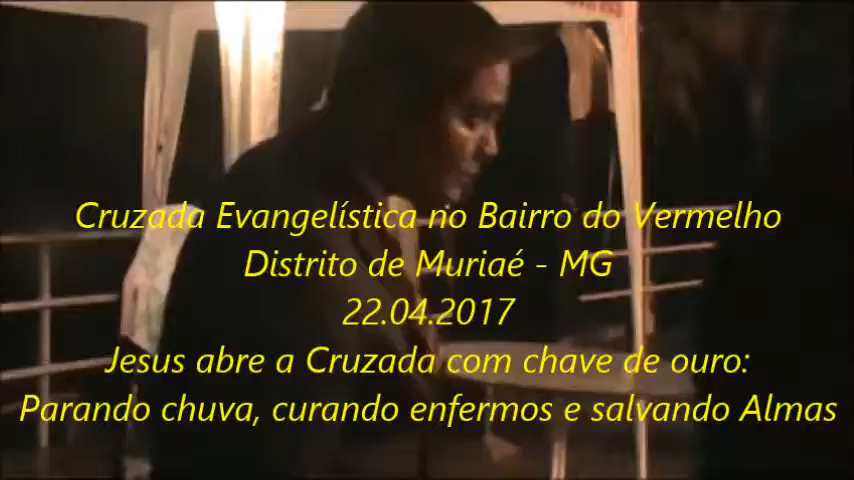 Cruzada Evangelística no Bairro do Vermelho
Distrito de Muriaé - MG
22.04.2017
Jesus abre a Cruzada com chave de ouro:
Parando chuva, curando enfermos e salvando Almas